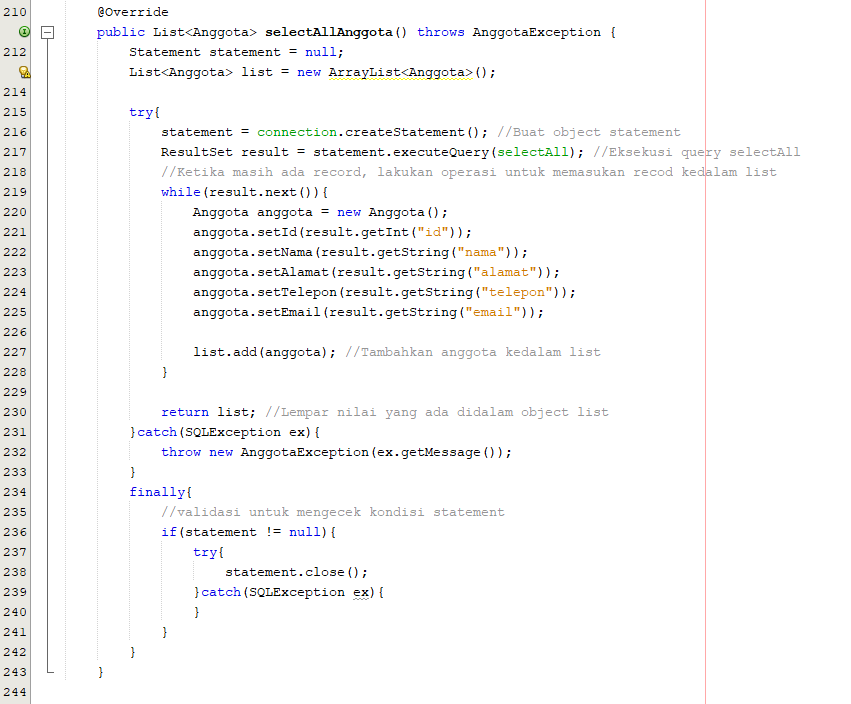 210 @Override
public List<Anggota> selectAllAnggota() throws AnggotaException {
212 Statement statement = null;
List<Anggota> list = new ArrayList<Anggota>();
214
215 try{
216 statement = connection.createStatement(); //Buat object statement
217 ResultSet result = statement.executeQuery(selectAll); //Eksekusi query selectAll
218 //Ketika masih ada record, lakukan operasi untuk memasukan recod kedalam list
219 while(result.next()){
220 Anggota anggota = new Anggota();
221 anggota.setId(result.getInt("id"));
222 anggota.setNama(result.getString("nama"));
223 anggota.setAlamat(result.getString("alamat"));
224 anggota.setTelepon(result.getString("telepon"));
225 anggota.setEmail(result.getString("email"));
226
227 list.add(anggota); //Tambahkan anggota kedalam list
228 }
229
230 return list; //Lempar nilai yang ada didalam object list
231 }catch(SQLException ex){
232 throw new AnggotaException(ex.getMessage());
233 }
234 finally{
235 //validasi untuk mengecek kondisi statement
236 if(statement != null){
237 try{
238 statement.close();
239 }catch(SQLException ex){
240 }
241 }
242 }
243 }
244